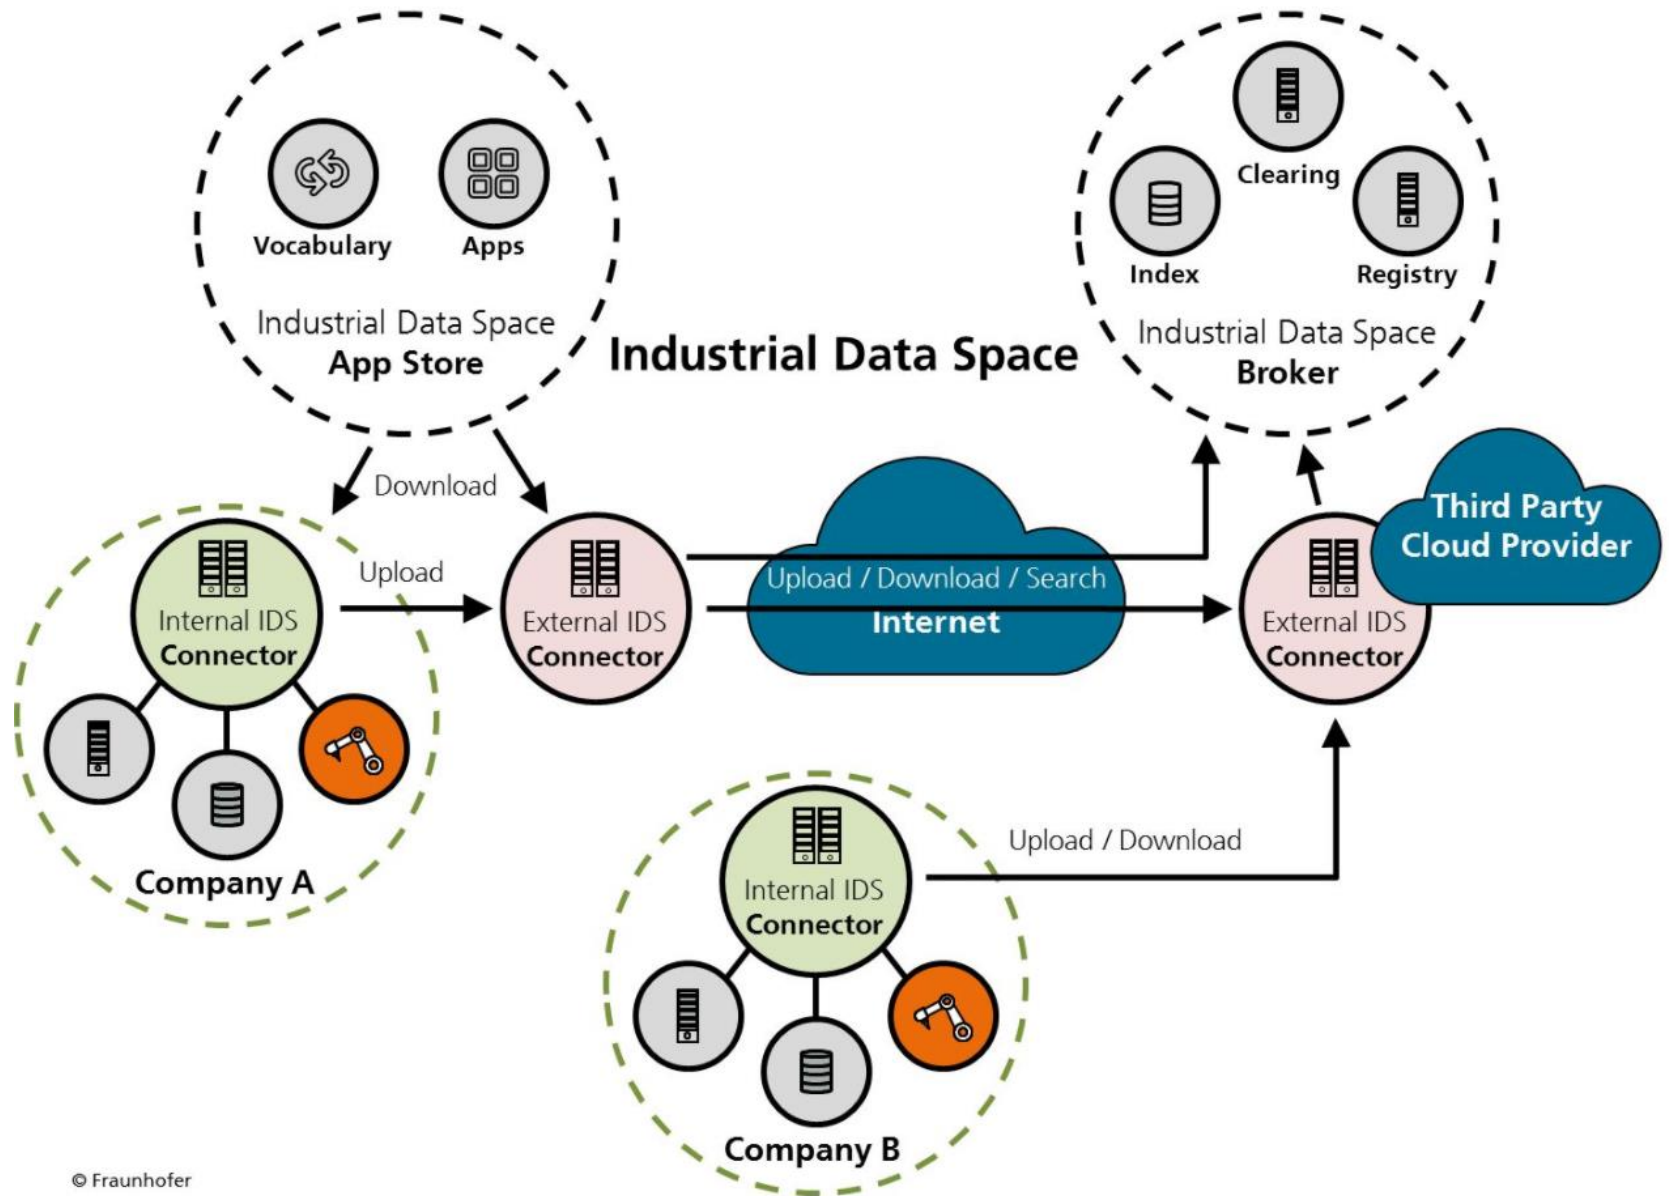 Vocabulary
Apps
Industrial Data Space
App Store
Clearing
Index
Registry
Industrial Data Space
Broker
Industrial Data Space
Download
Third Party
Cloud Provider
Upload
Internal IDS
Connector
External IDS
Connector
Upload / Download / Search
Internet
External IDS
Connector
Company A
Upload / Download
Internal IDS
Connector
Company B
© Fraunhofer